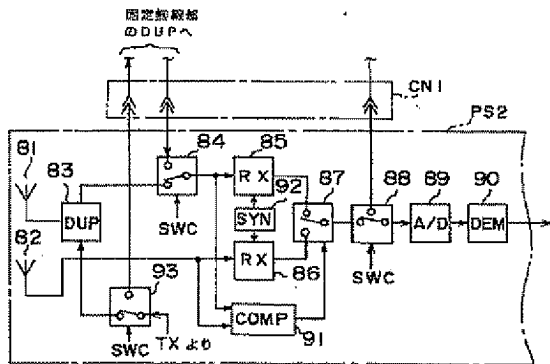 固定無線部
のDUPへ
CN1
PS2
81
82
83
DUP
84
SWC
85
RX
92
SYN
RX
86
87
88
SWC
89
A/D
90
DEM
93
SWC
TXより
COMP
91